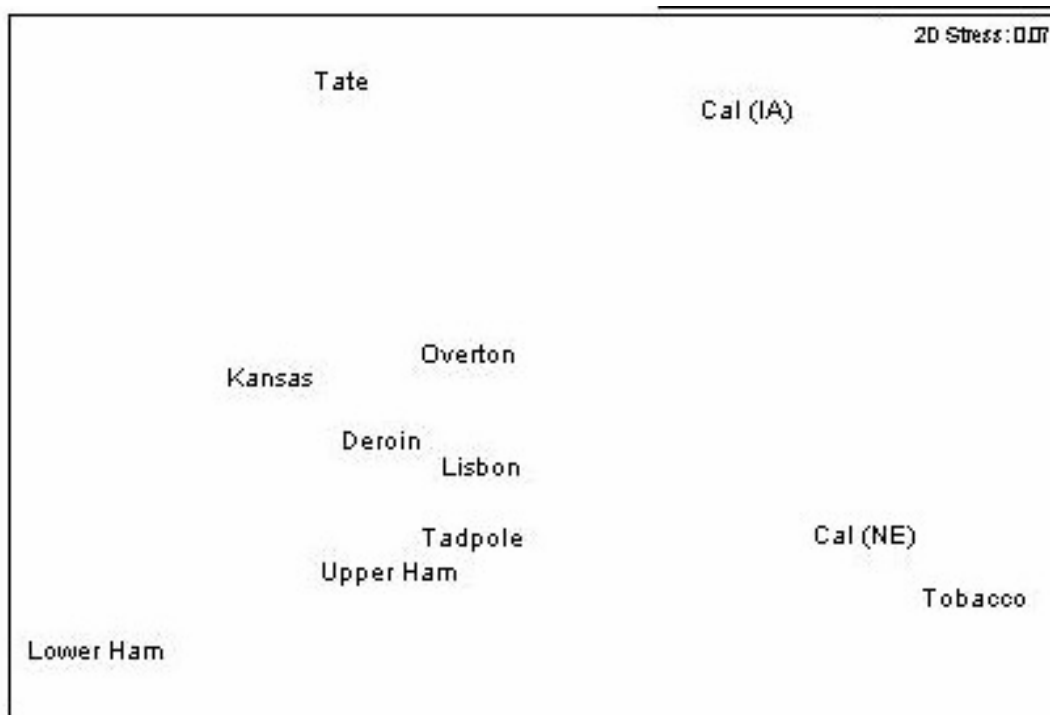 2D Stress: 0.07
Tate
Cal (IA)
Overton
Kansas
Deroin
Lisbon
Tadpole
Cal (NE)
Upper Ham
Tobacco
Lower Ham